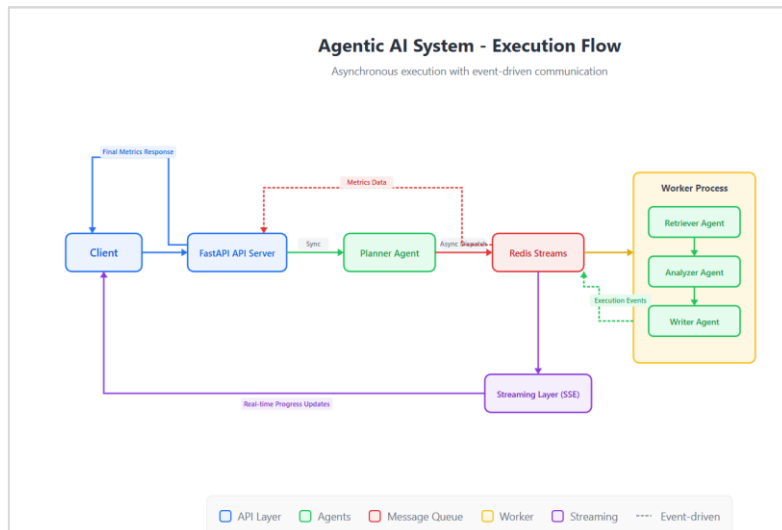 Agentic AI System - Execution Flow
Asynchronous execution with event-driven communication
Final Metrics Response
Metrics Data
Worker Process
Retriever Agent
Client
FastAPI API Server
Sync
Planner Agent
Async Dispatch
Redis Streams
Analyzer Agent
Execution Events
Writer Agent
Streaming Layer (SSE)
Real-time Progress Updates
API Layer
Agents
Message Queue
Worker
Streaming
Event-driven